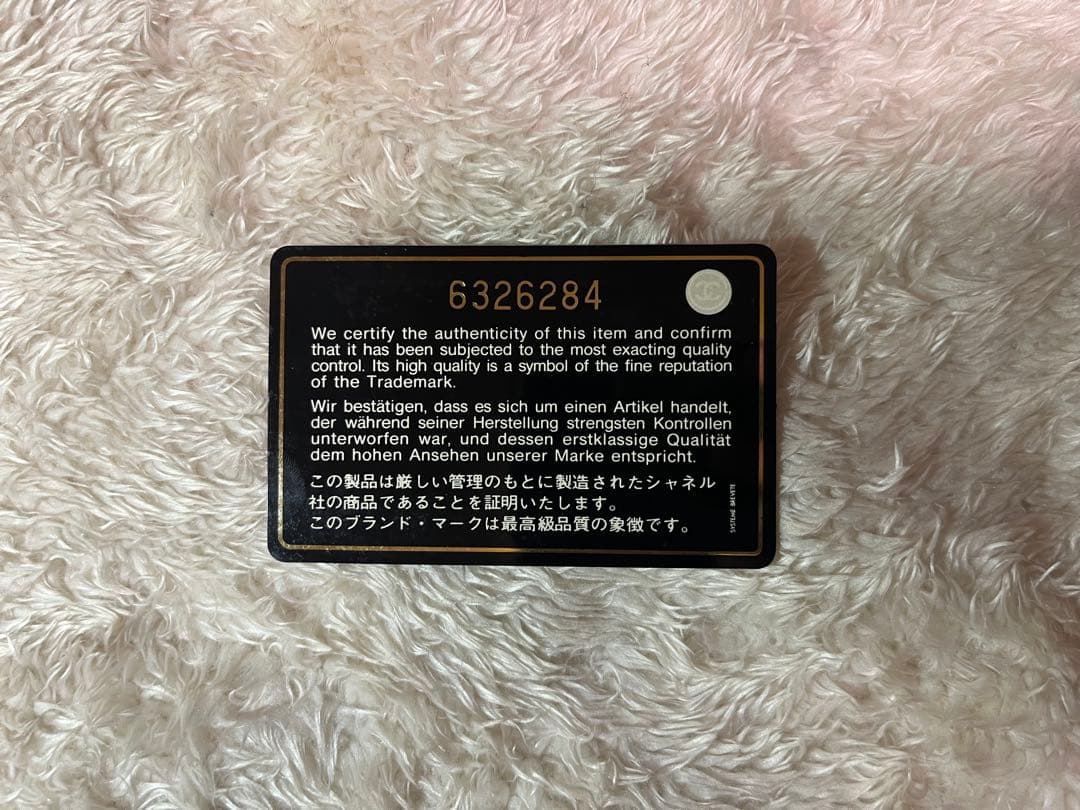 6326284
We certify the authenticity of this item and confirm
that it has been subjected to the most exacting quality
control. Its high quality is a symbol of the fine reputation
of the Trademark.
Wir bestätigen, dass es sich um einen Artikel handelt,
der während seiner Herstellung strengsten Kontrollen
unterworfen war, und dessen erstklassige Qualität
dem hohen Ansehen unserer Marke entspricht.
この製品は厳しい管理のもとに製造されたシャネル
社の商品であることを証明いたします。
このブランド・マークは最高級品質の象徴です。
SYSTEME BREVETE